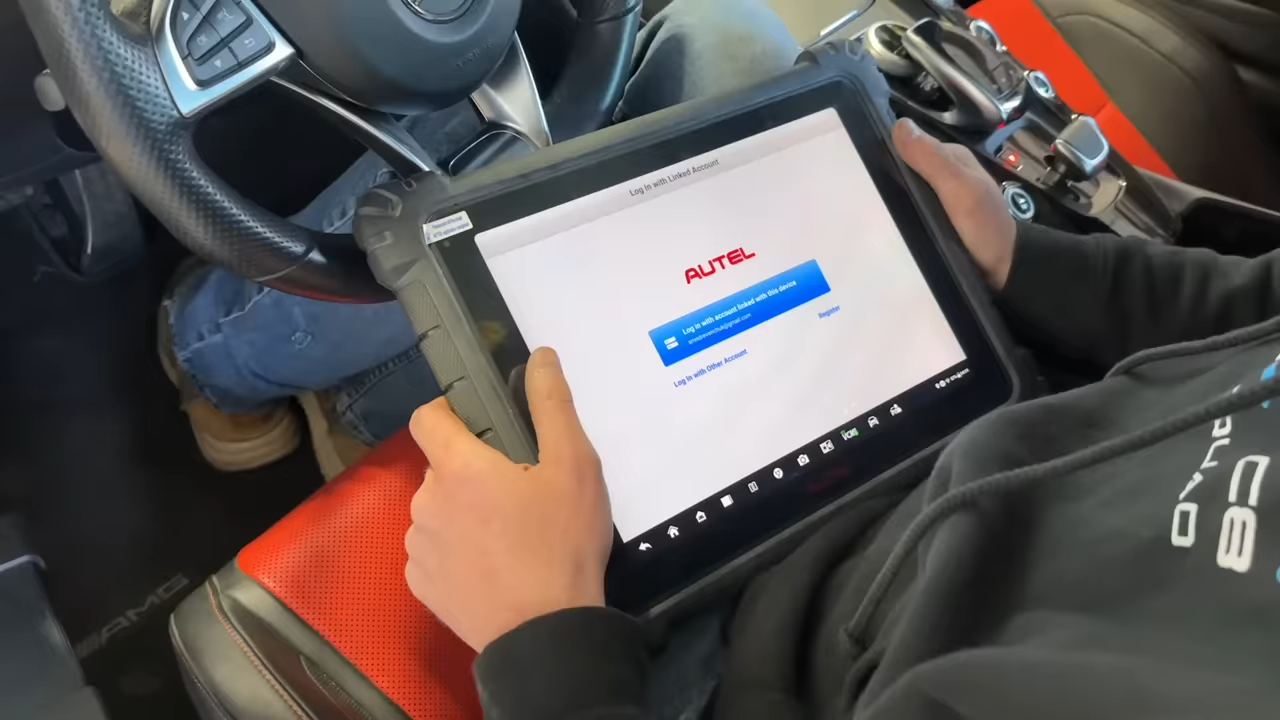 Log In with Linked Account
AUTEL
Log in with account linked with this device
Register
Log In with Other Account
VCMI
AMG